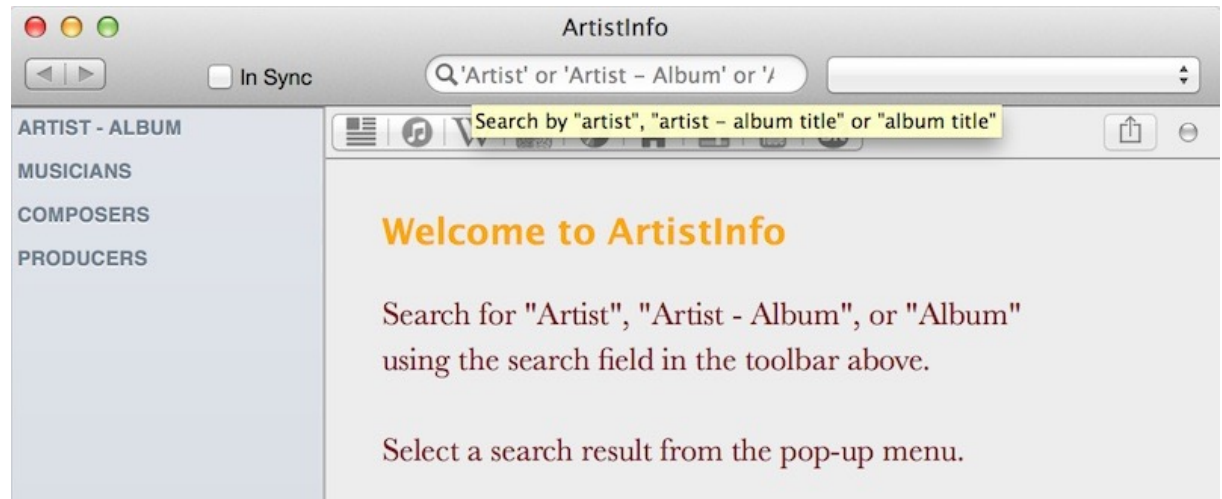 ArtistInfo
In Sync
'Artist' or 'Artist – Album' or '
Search by "artist", "artist – album title" or "album title"
ARTIST - ALBUM
MUSICIANS
COMPOSERS
PRODUCERS
Welcome to ArtistInfo
Search for "Artist", "Artist - Album", or "Album"
using the search field in the toolbar above.
Select a search result from the pop-up menu.